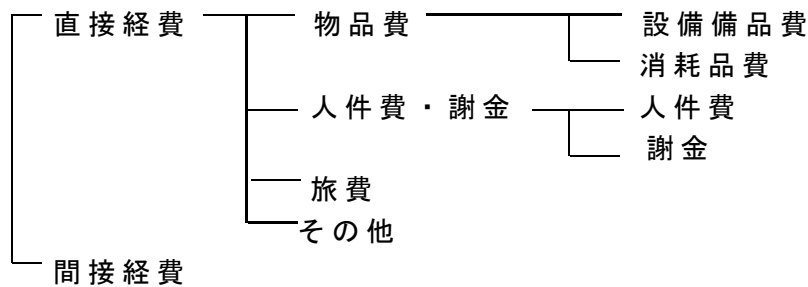 直接経費 物品費 設備備品費
消耗品費
人件費・謝金 人件費
謝金
旅費
その他
間接経費